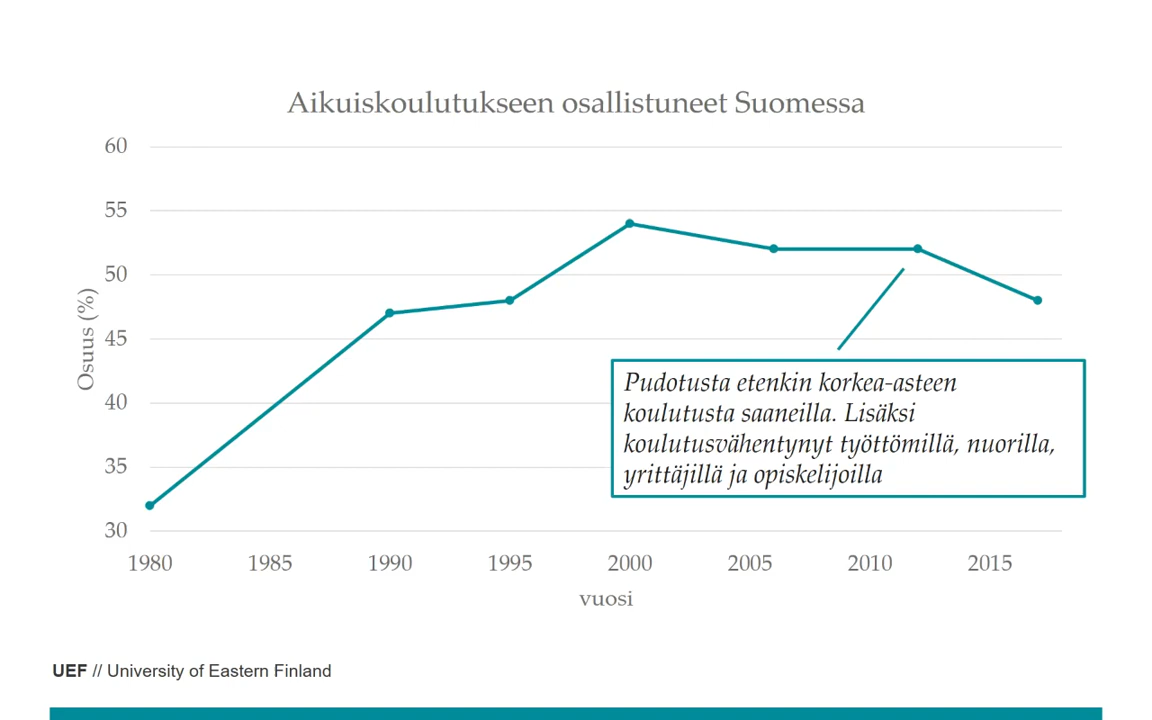 Aikuiskoulutukseen osallistuneet Suomessa
60
55
50
45
40
35
30
Osuus (%)
1980 1985 1990 1995 2000 2005 2010 2015
vuosi
Pudotusta etenkin korkea-asteen
koulutusta saaneilla. Lisäksi
koulutusvähentynyt työttömillä, nuorilla,
yrittäjillä ja opiskelijoilla
UEF // University of Eastern Finland